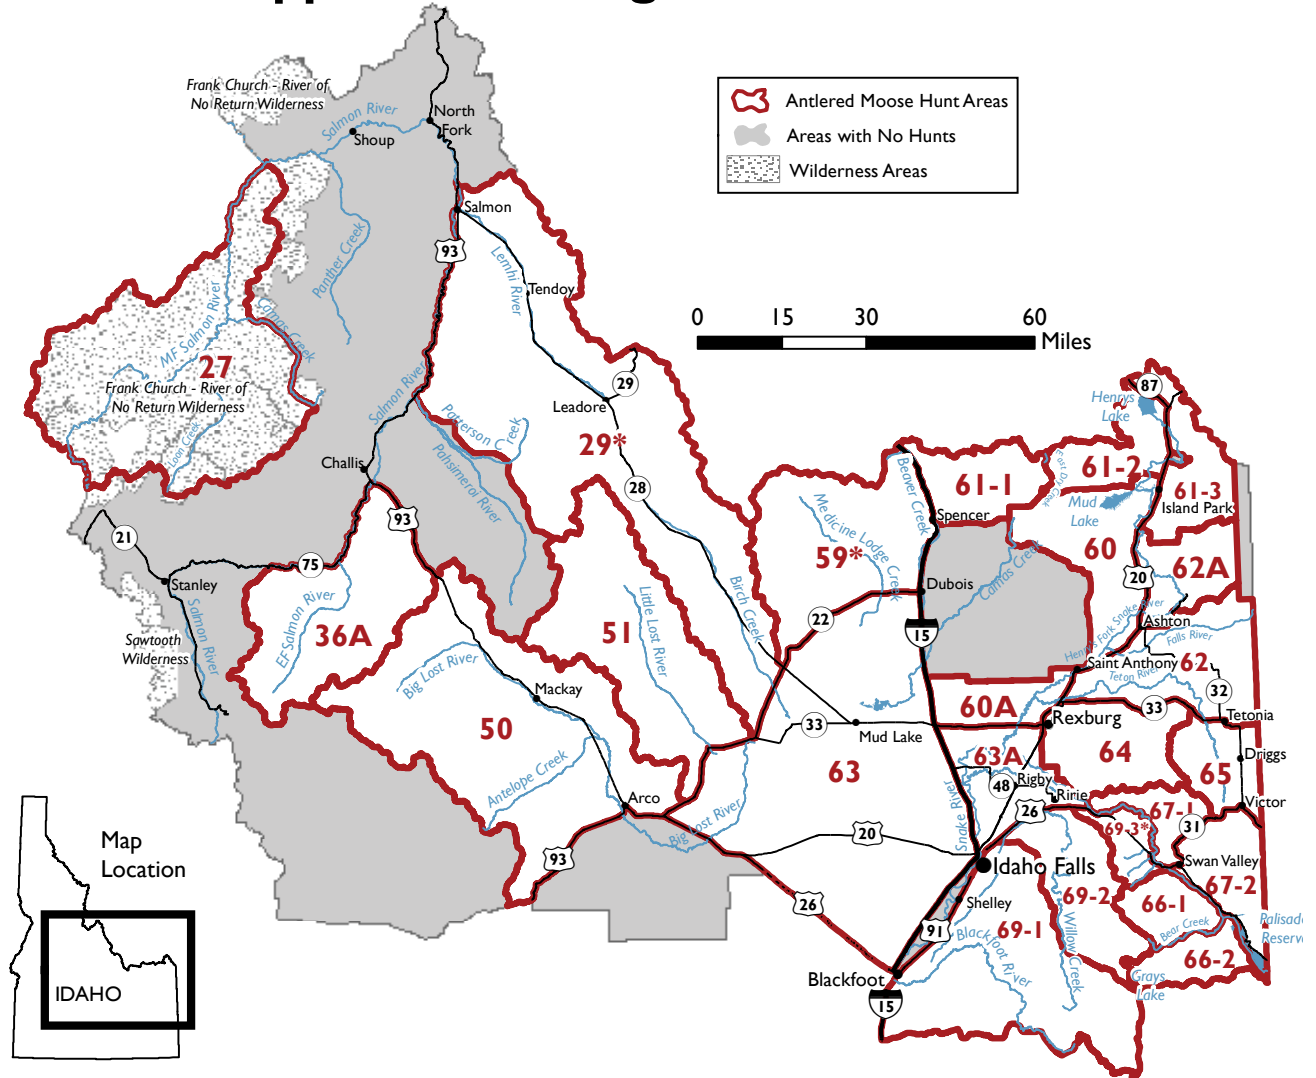 Frank Church - River of
No Return Wilderness
Salmon River
North
Fork
Shoup
Antlered Moose Hunt Areas
Areas with No Hunts
Wilderness Areas
Salmon
93
Panther Creek
Lemhi River
Tendoy
0 15 30 60
Miles
MF Salmon River
Camas Creek
27
Frank Church - River of
No Return Wilderness
Loon Creek
Salmon River
29
Leadore
Patterson Creek
29*
Pahsimeroi River
Challis
28
93
87
Henrys
Lake
Beaver Creek
61-1
61-2
61-3
Island Park
Mud
Lake
Spencer
Medicine Lodge Creek
59*
60
62A
20
21
Stanley
75
Salmon River
Sawtooth
Wilderness
EF Salmon River
36A
51
Little Lost River
Birch Creek
22
Dubois
Camas Creek
15
Henrys Fork Snake River
Ashton
Falls River
Saint Anthony
62
Teton River
32
Big Lost River
Mackay
50
Antelope Creek
33
Mud Lake
60A
Rexburg
33
Tetonia
63
63A
64
65
Driggs
48
Rigby
Ririe
Victor
Arco
Big Lost River
Snake River
26
67-1
31
69-3*
20
93
Idaho Falls
Swan Valley
67-2
26
Shelley
69-2
66-1
91
69-1
Willow Creek
Bear Creek
Blackfoot River
66-2
Blackfoot
Grays
Lake
15
Map
Location
IDAHO